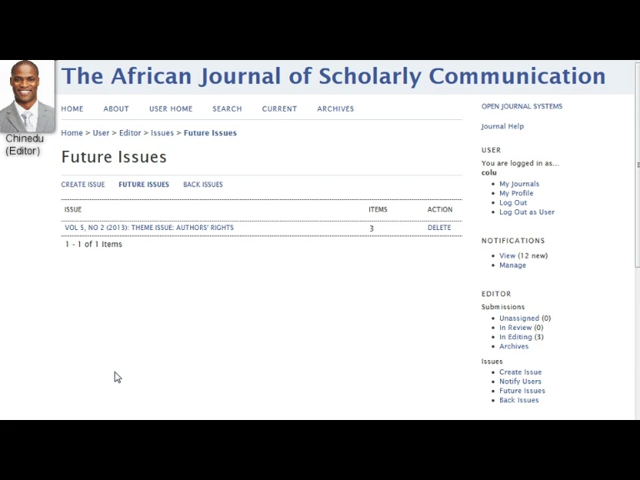 The African Journal of Scholarly Communication
Chinedu
(Editor)
HOME ABOUT USER HOME SEARCH CURRENT ARCHIVES
Home > User > Editor > Issues > Future Issues
Future Issues
CREATE ISSUE FUTURE ISSUES BACK ISSUES
ISSUE ITEMS ACTION
VOL 5, NO 2 (2013): THEME ISSUE: AUTHORS' RIGHTS 3 DELETE
1 - 1 of 1 Items
OPEN JOURNAL SYSTEMS
Journal Help
USER
You are logged in as...
colu
My Journals
My Profile
Log Out
Log Out as User
NOTIFICATIONS
View (12 new)
Manage
EDITOR
Submissions
Unassigned (0)
In Review (0)
In Editing (3)
Archives
Issues
Create Issue
Notify Users
Future Issues
Back Issues